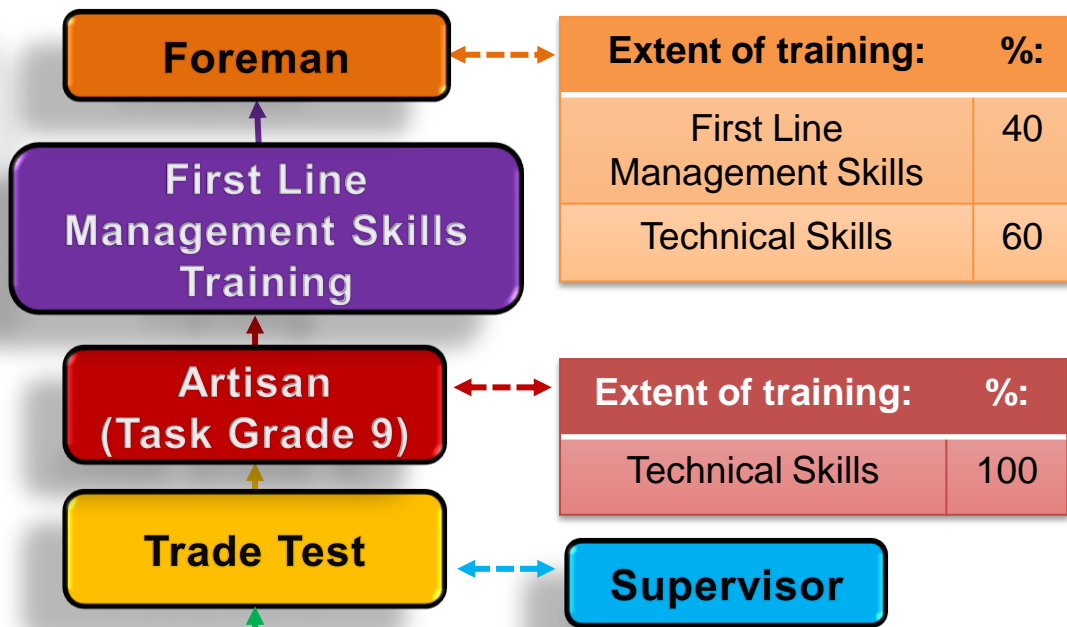 Foreman
Extent of training: %:
First Line
Management Skills
40
Technical Skills 60
First Line
Management Skills
Training
Artisan
(Task Grade 9)
Extent of training: %:
Technical Skills 100
Trade Test
Supervisor